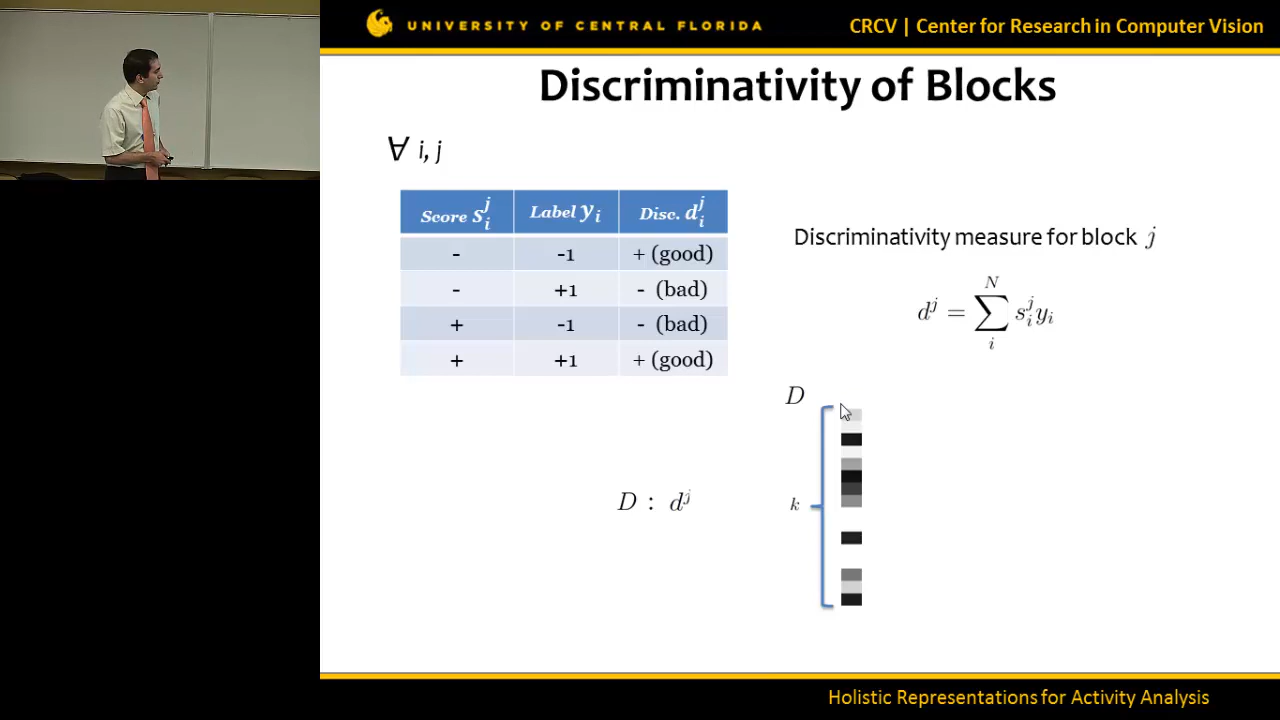 UNIVERSITY OF CENTRAL FLORIDA
CRCV | Center for Research in Computer Vision
Discriminativity of Blocks
∀ i, j
Score s_i^j Label y_i Disc. d_i^j
- -1 + (good)
- +1 - (bad)
+ -1 - (bad)
+ +1 + (good)
Discriminativity measure for block j
d^j = ∑_i^N s_i^j y_i
D
k
D : d^j
Holistic Representations for Activity Analysis